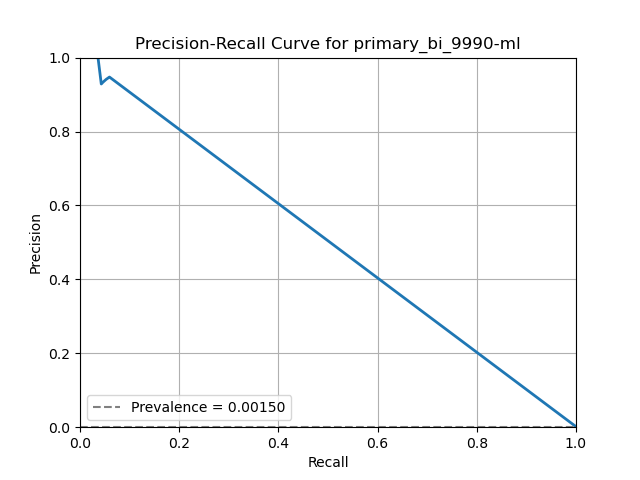 Precision-Recall Curve for primary_bi_9990-ml
1.0
0.8
0.6
0.4
0.2
0.0
Precision
Prevalence = 0.00150
0.0 0.2 0.4 0.6 0.8 1.0
Recall